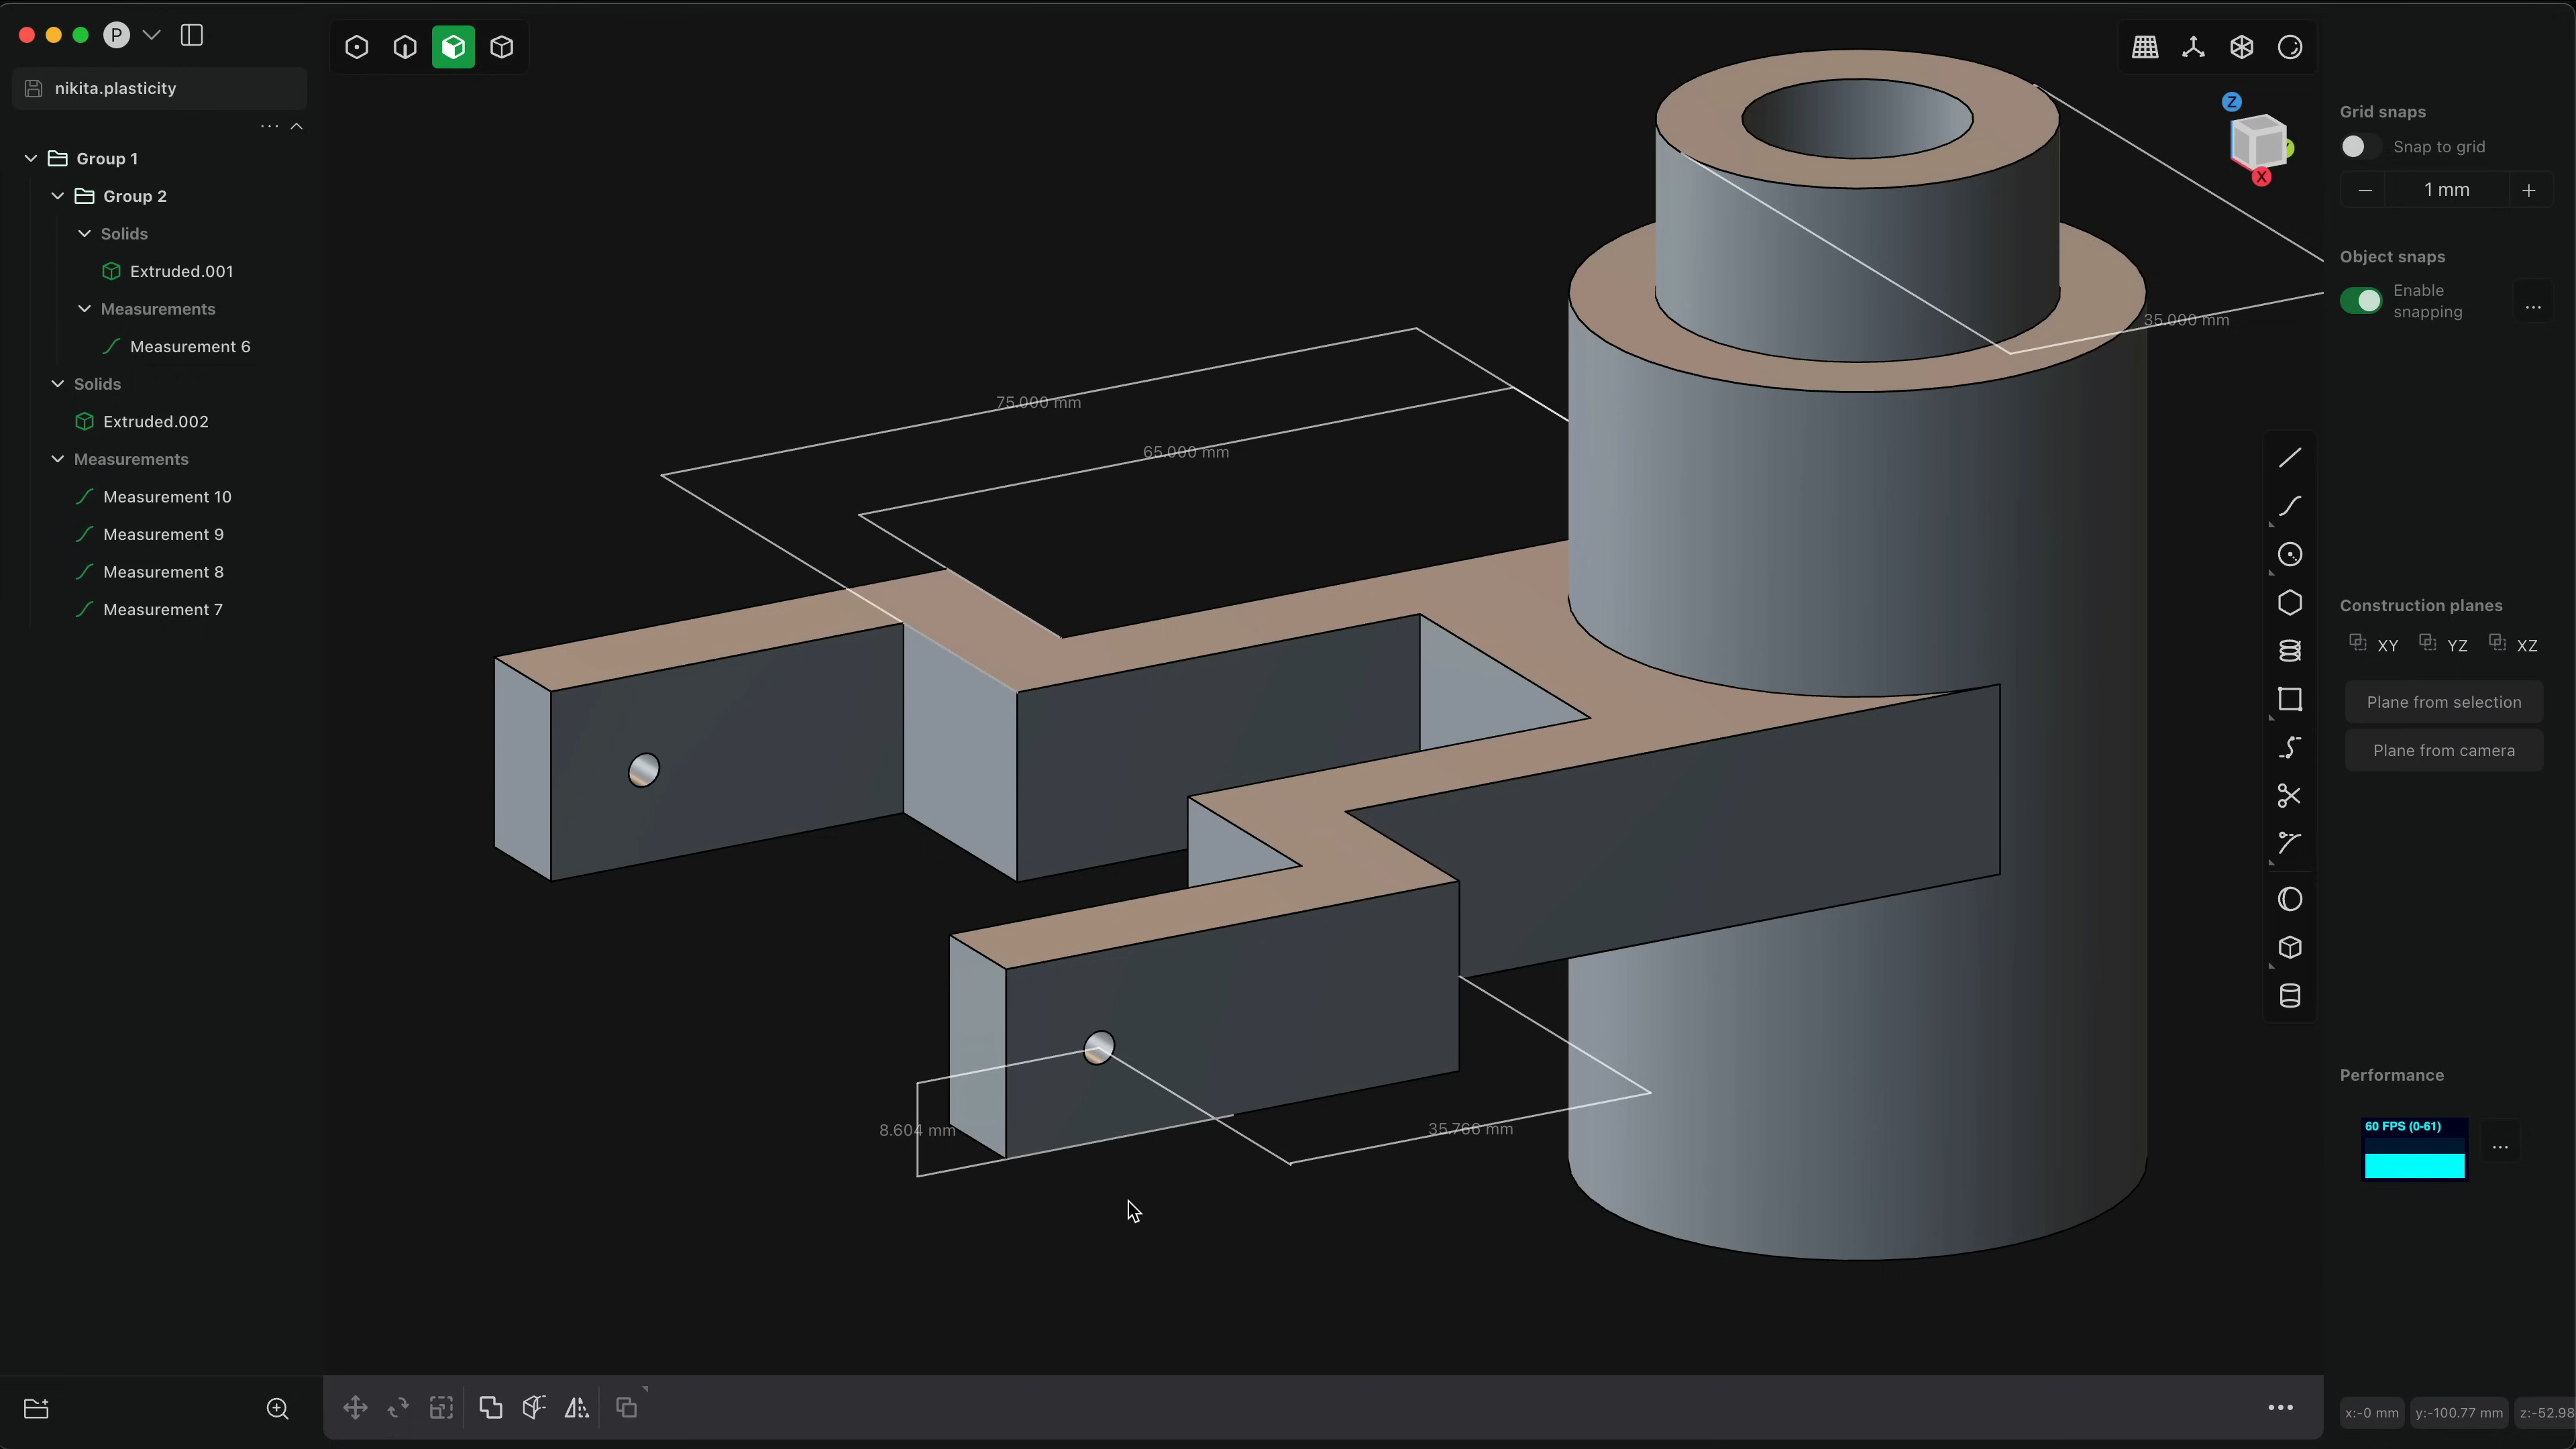 P
nikita.plasticity
Group 1
Group 2
Solids
Extruded.001
Measurements
Measurement 6
Solids
Extruded.002
Measurements
Measurement 10
Measurement 9
Measurement 8
Measurement 7
75.000 mm
65.000 mm
35.000 mm
8.604 mm
35.766 mm
Z
X
Grid snaps
Snap to grid
1 mm
Object snaps
Enable
snapping
Construction planes
XY YZ XZ
Plane from selection
Plane from camera
Performance
60 FPS (0-61)
x:-0 mm y:-100.77 mm z:-52.98